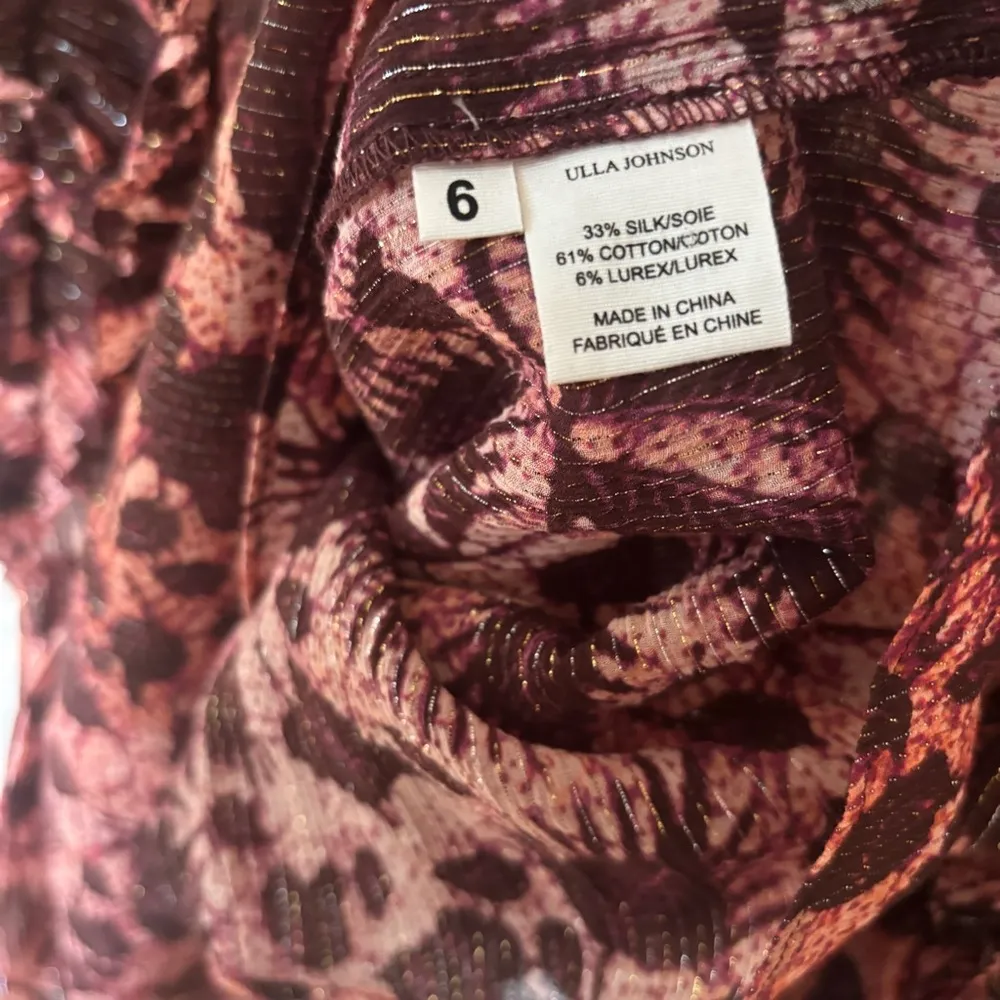 6
ULLA JOHNSON
33% SILK/SOIE
61% COTTON/COTON
6% LUREX/LUREX
MADE IN CHINA
FABRIQUÉ EN CHINE